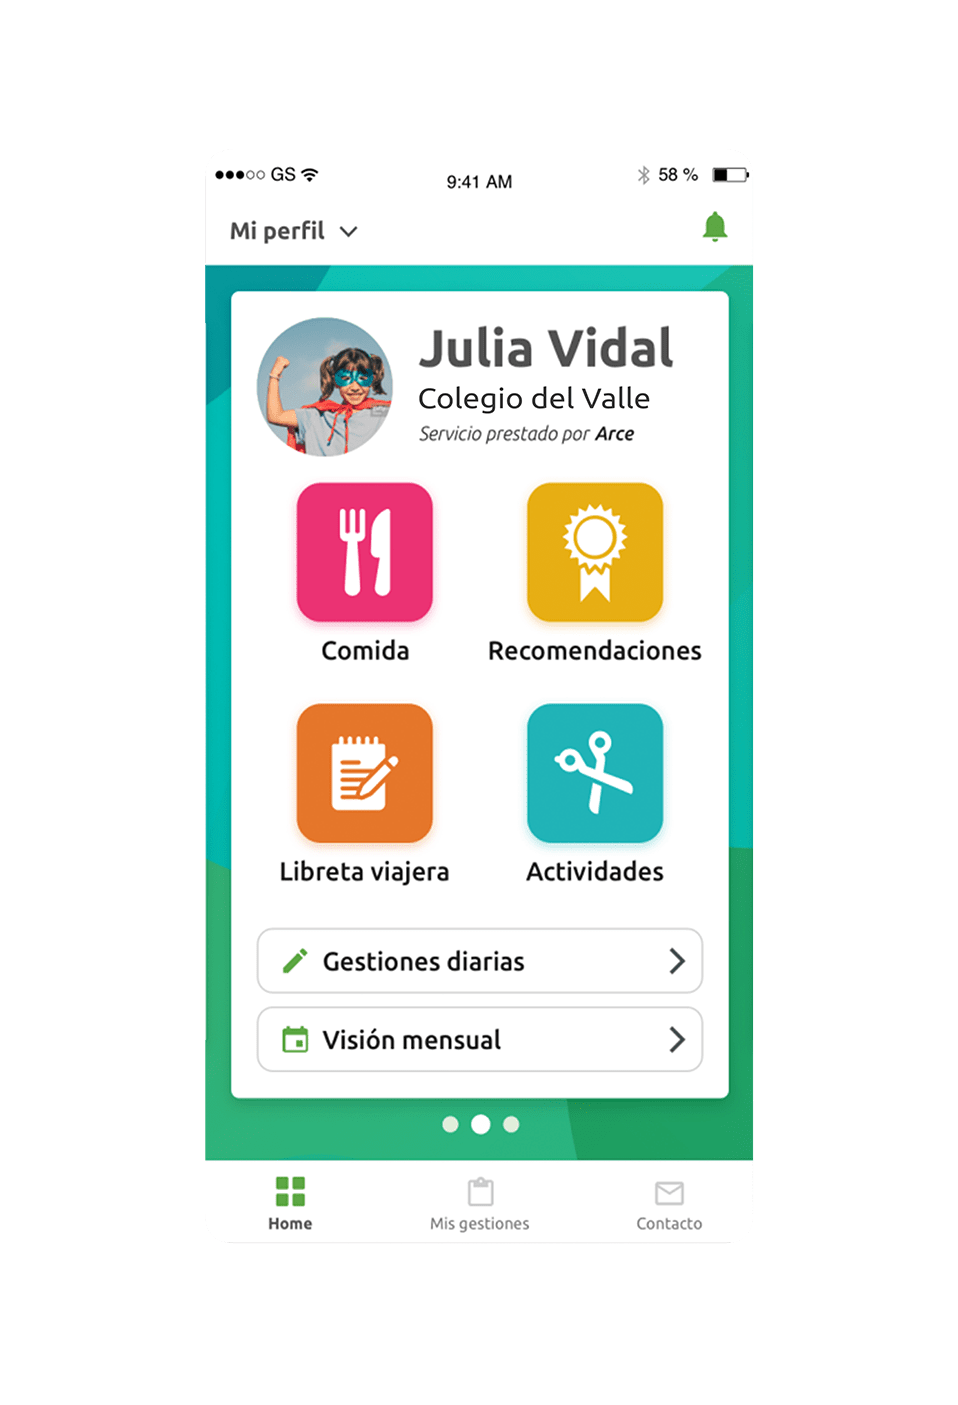 GS
9:41 AM
58 %
Mi perfil
Julia Vidal
Colegio del Valle
Servicio prestado por Arce
Comida
Recomendaciones
Libreta viajera
Actividades
Gestiones diarias
Visión mensual
Home
Mis gestiones
Contacto